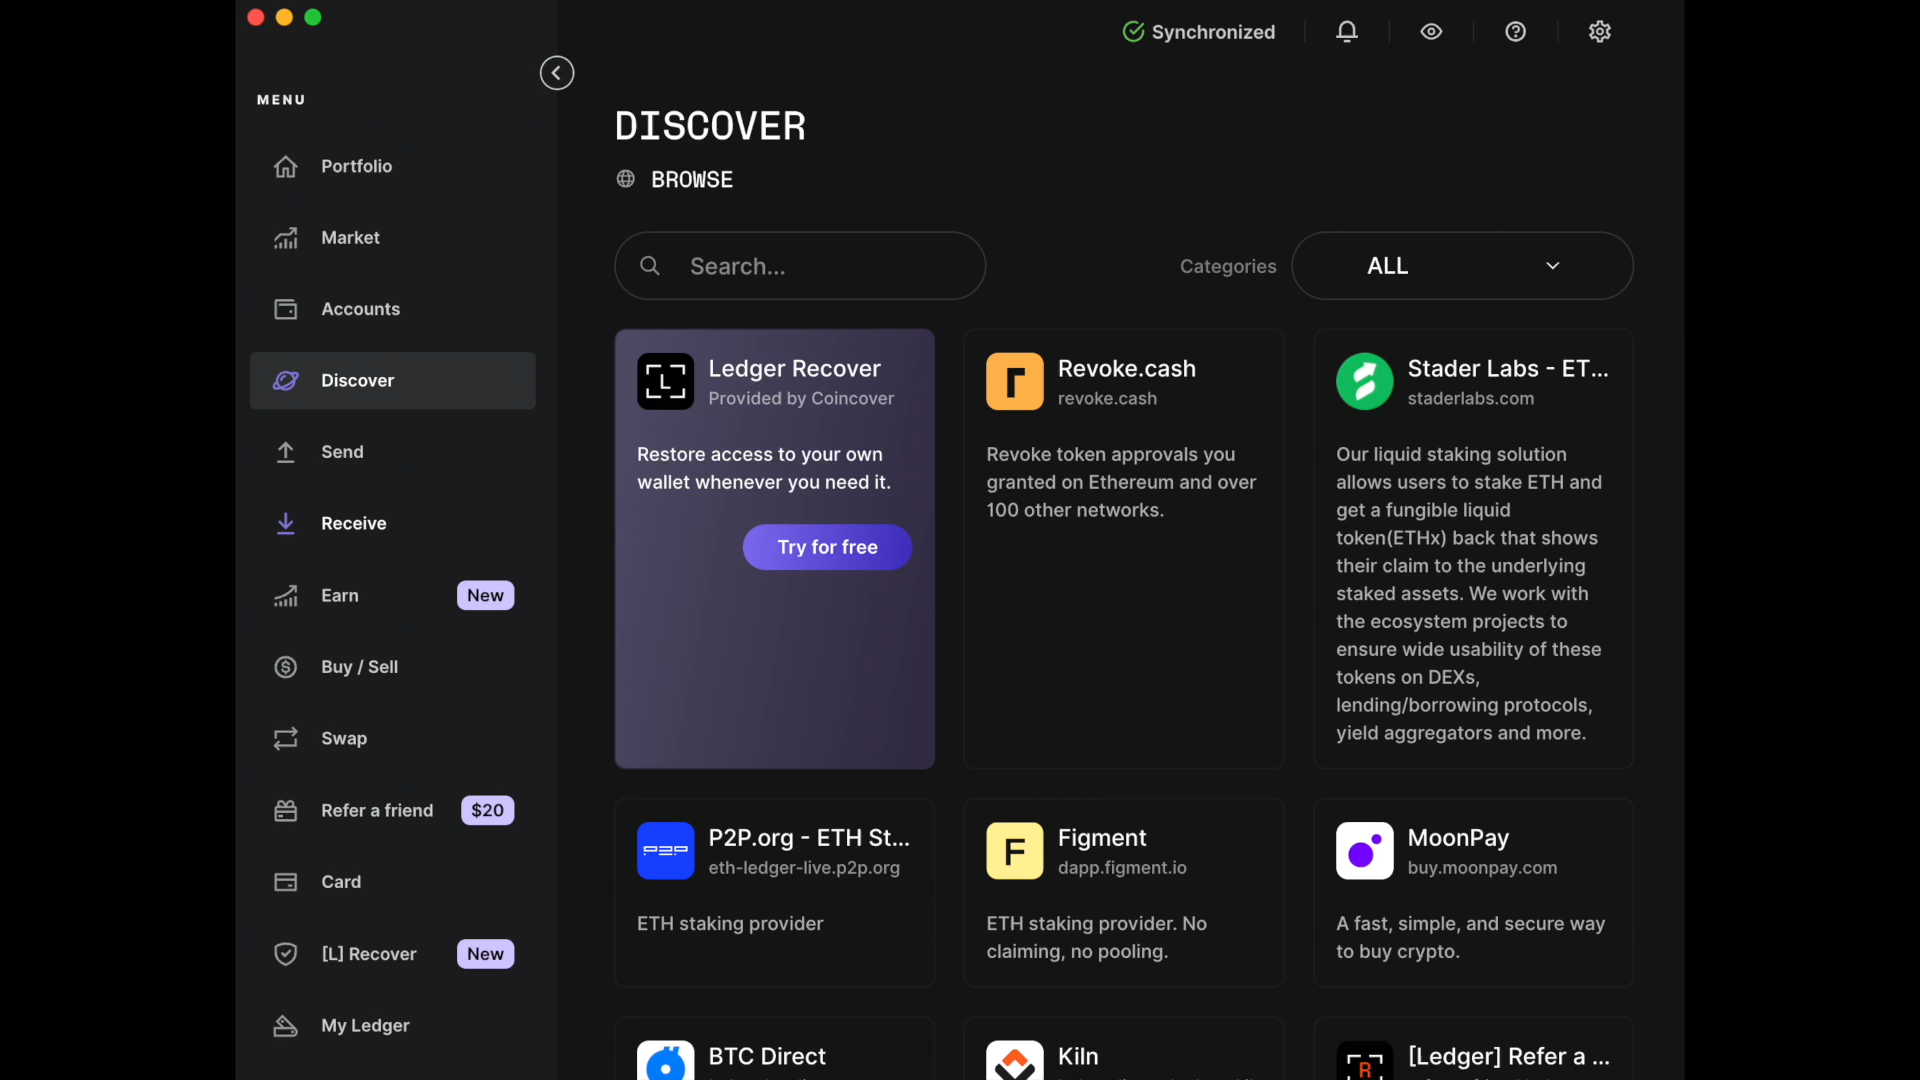 Synchronized
MENU
Portfolio
Market
Accounts
Discover
Send
Receive
Earn
New
Buy / Sell
Swap
Refer a friend
$20
Card
[L] Recover
New
My Ledger
DISCOVER
BROWSE
Search...
Categories
ALL
L
Ledger Recover
Provided by Coincover
Restore access to your own
wallet whenever you need it.
Try for free
r
Revoke.cash
revoke.cash
Revoke token approvals you
granted on Ethereum and over
100 other networks.
Stader Labs - ET...
staderlabs.com
Our liquid staking solution
allows users to stake ETH and
get a fungible liquid
token(ETHx) back that shows
their claim to the underlying
staked assets. We work with
the ecosystem projects to
ensure wide usability of these
tokens on DEXs,
lending/borrowing protocols,
yield aggregators and more.
P2P
P2P.org - ETH St...
eth-ledger-live.p2p.org
ETH staking provider
F
Figment
dapp.figment.io
ETH staking provider. No
claiming, no pooling.
MoonPay
buy.moonpay.com
A fast, simple, and secure way
to buy crypto.
BTC Direct
Kiln
R
[Ledger] Refer a ...